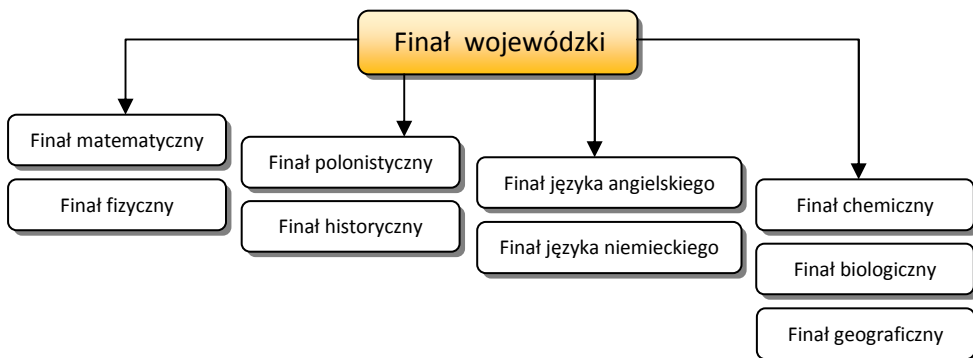 Finał wojewódzki
Finał matematyczny
Finał fizyczny
Finał polonistyczny
Finał historyczny
Finał języka angielskiego
Finał języka niemieckiego
Finał chemiczny
Finał biologiczny
Finał geograficzny